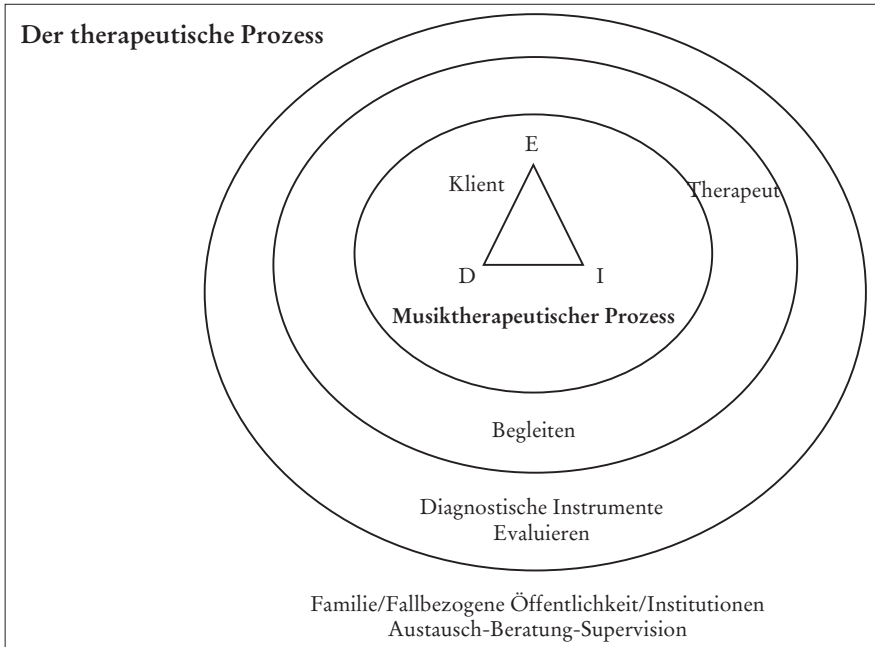 Der therapeutische Prozess
E
Klient
Therapeut
D
I
Musiktherapeutischer Prozess
Begleiten
Diagnostische Instrumente
Evaluieren
Familie/Fallbezogene Öffentlichkeit/Institutionen
Austausch-Beratung-Supervision